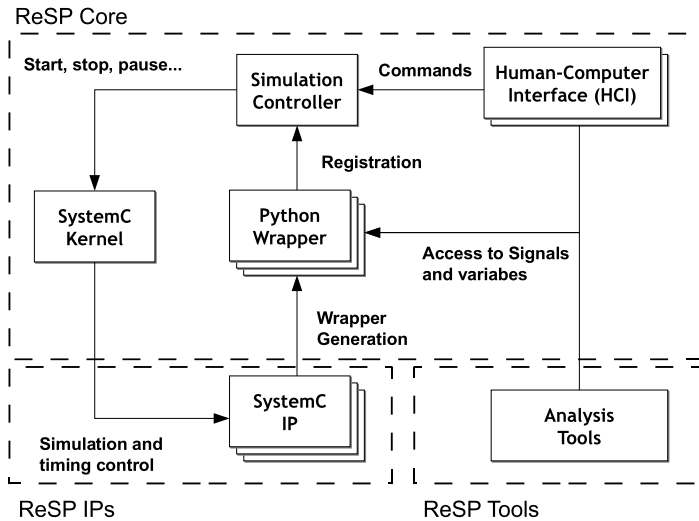 ReSP Core
Start, stop, pause...
Simulation
Controller
Commands
Human-Computer
Interface (HCI)
Registration
SystemC
Kernel
Python
Wrapper
Access to Signals
and variabes
Wrapper
Generation
SystemC
IP
Analysis
Tools
Simulation and
timing control
ReSP IPs
ReSP Tools